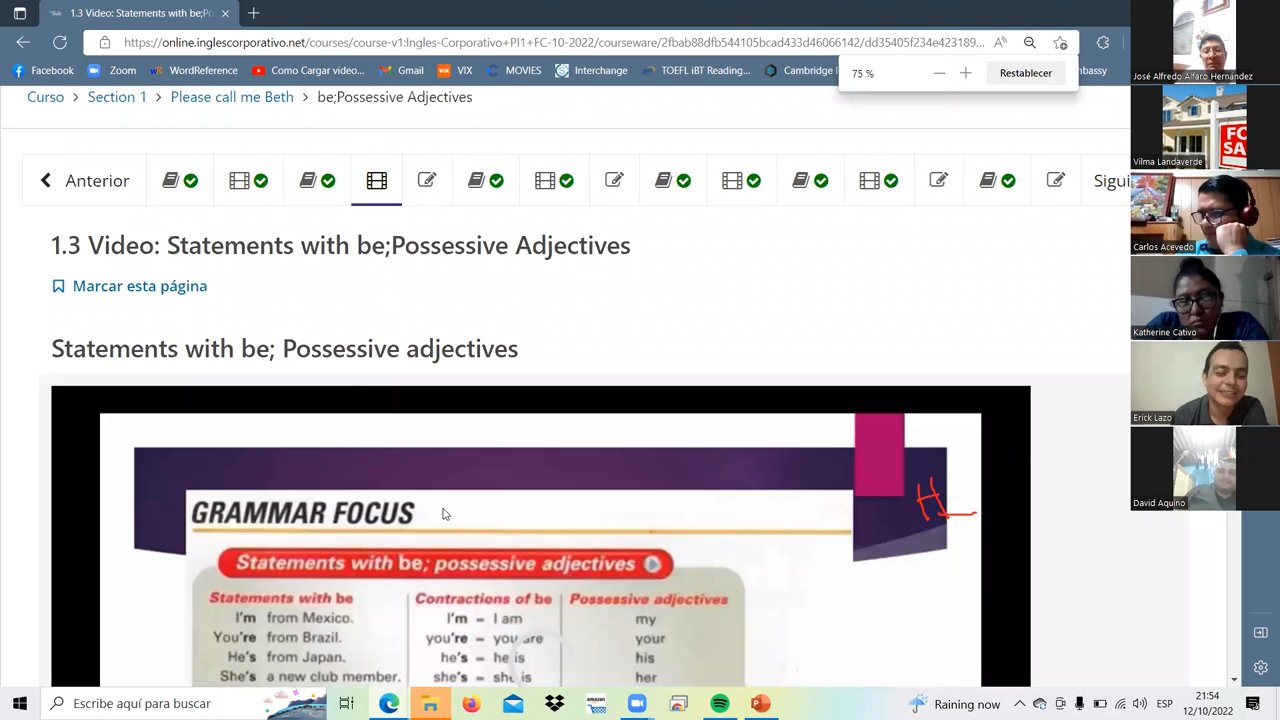 1.3 Video: Statements with be;Po
https://online.inglescorporativo.net/courses/course-v1:Ingles-Corporativo+PI1+FC-10-2022/courseware/2fbab88dfb544105bcad433d46066142/dd35405f234e423189...
Facebook
Zoom
WordReference
Como Cargar video...
Gmail
VIX
MOVIES
Interchange
TOEFL iBT Reading...
Cambridge
mbassy
75 %
Restablecer
Curso
Section 1
Please call me Beth
be;Possessive Adjectives
Anterior
Sigui
1.3 Video: Statements with be;Possessive Adjectives
Marcar esta página
Statements with be; Possessive adjectives
GRAMMAR FOCUS
H
Statements with be; possessive adjectives
Statements with be Contractions of be Possessive adjectives
I'm from Mexico. I'm = I am my
You're from Brazil. you're = you are your
He's from Japan. he's = he is his
She's a new club member. she's = she is her
José Alfredo Alfaro Hernández
FO
SA
Vilma Landaverde
Carlos Acevedo
Katherine Cativo
Erick Lazo
David Aquino
Escribe aquí para buscar
amazon
Raining now
ESP
21:54
12/10/2022